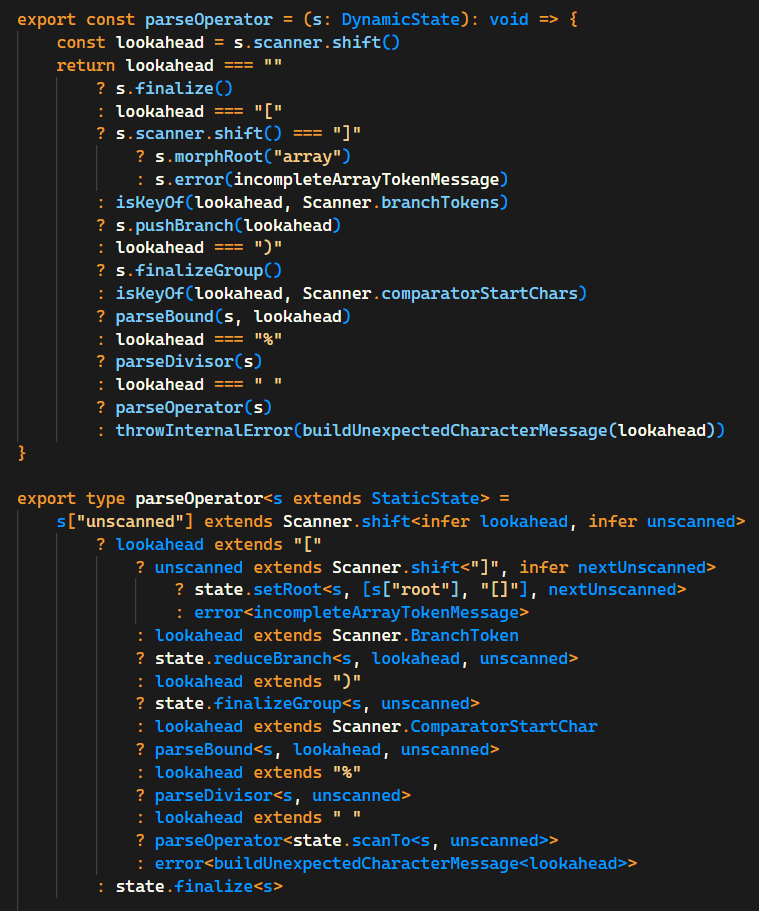 export const parseOperator = (s: DynamicState): void => {
    const lookahead = s.scanner.shift()
    return lookahead === ""
        ? s.finalize()
        : lookahead === "["
        ? s.scanner.shift() === "]"
            ? s.morphRoot("array")
            : s.error(incompleteArrayTokenMessage)
        : isKeyOf(lookahead, Scanner.branchTokens)
        ? s.pushBranch(lookahead)
        : lookahead === ")"
        ? s.finalizeGroup()
        : isKeyOf(lookahead, Scanner.comparatorStartChars)
        ? parseBound(s, lookahead)
        : lookahead === "%"
        ? parseDivisor(s)
        : lookahead === " "
        ? parseOperator(s)
        : throwInternalError(buildUnexpectedCharacterMessage(lookahead))
}

export type parseOperator<s extends StaticState> =
    s["unscanned"] extends Scanner.shift<infer lookahead, infer unscanned>
        ? lookahead extends "["
            ? unscanned extends Scanner.shift<"]", infer nextUnscanned>
                ? state.setRoot<s, [s["root"], "[]"], nextUnscanned>
                : error<incompleteArrayTokenMessage>
            : lookahead extends Scanner.BranchToken
            ? state.reduceBranch<s, lookahead, unscanned>
            : lookahead extends ")"
            ? state.finalizeGroup<s, unscanned>
            : lookahead extends Scanner.ComparatorStartChar
            ? parseBound<s, lookahead, unscanned>
            : lookahead extends "%"
            ? parseDivisor<s, unscanned>
            : lookahead extends " "
            ? parseOperator<state.scanTo<s, unscanned>>
            : error<buildUnexpectedCharacterMessage<lookahead>>
        : state.finalize<s>